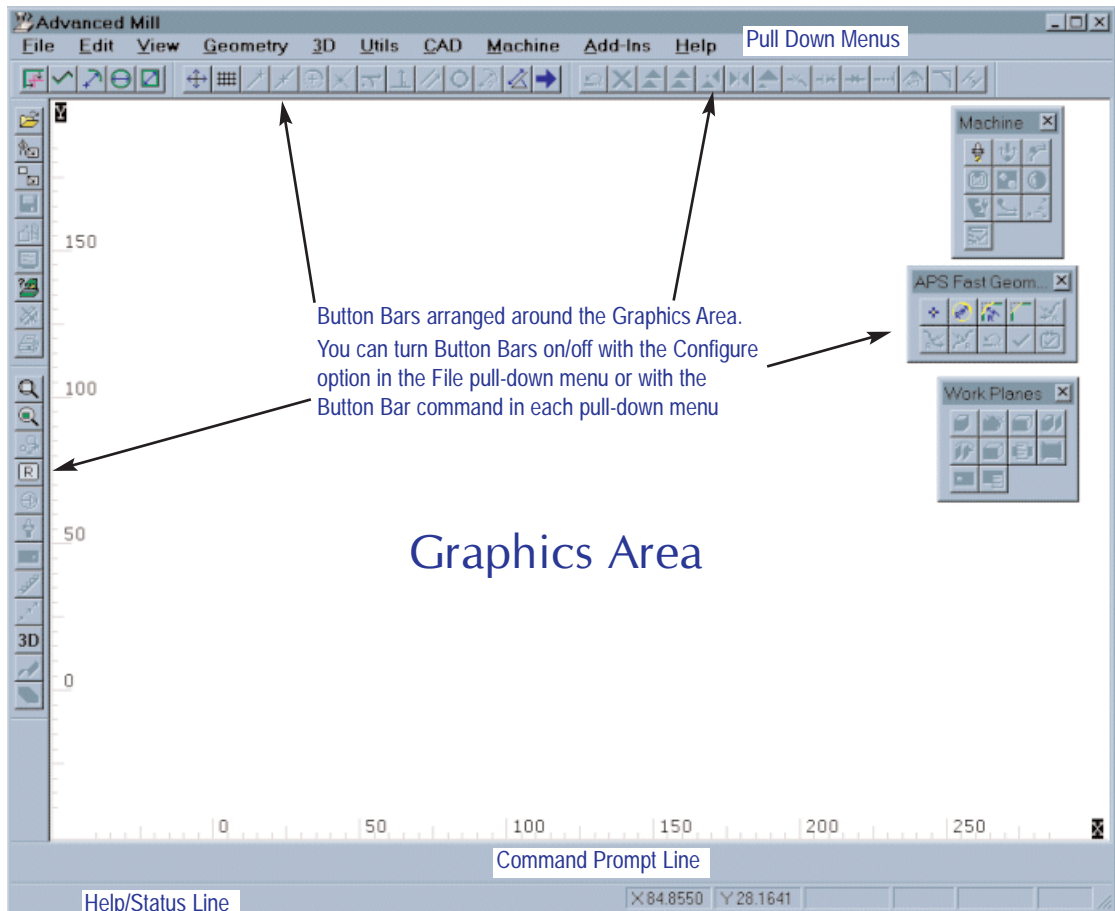 Advanced Mill
File Edit View Geometry 3D Utils CAD Machine Add-Ins Help
Pull Down Menus
Y
Machine
150
APS Fast Geom...
Button Bars arranged around the Graphics Area.
You can turn Button Bars on/off with the Configure
option in the File pull-down menu or with the
Button Bar command in each pull-down menu
100
Work Planes
R
50
Graphics Area
3D
0
0 50 100 150 200 250
X
Command Prompt Line
Help/Status Line
X 84.8550 Y 28.1641